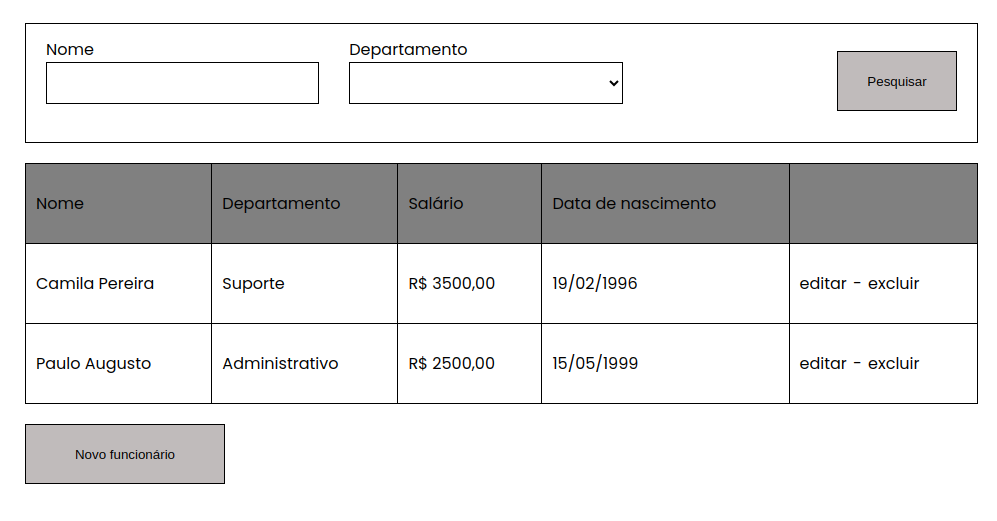 Nome Departamento
Pesquisar
Nome Departamento Salário Data de nascimento
Camila Pereira Suporte R$ 3500,00 19/02/1996 editar - excluir
Paulo Augusto Administrativo R$ 2500,00 15/05/1999 editar - excluir
Novo funcionário